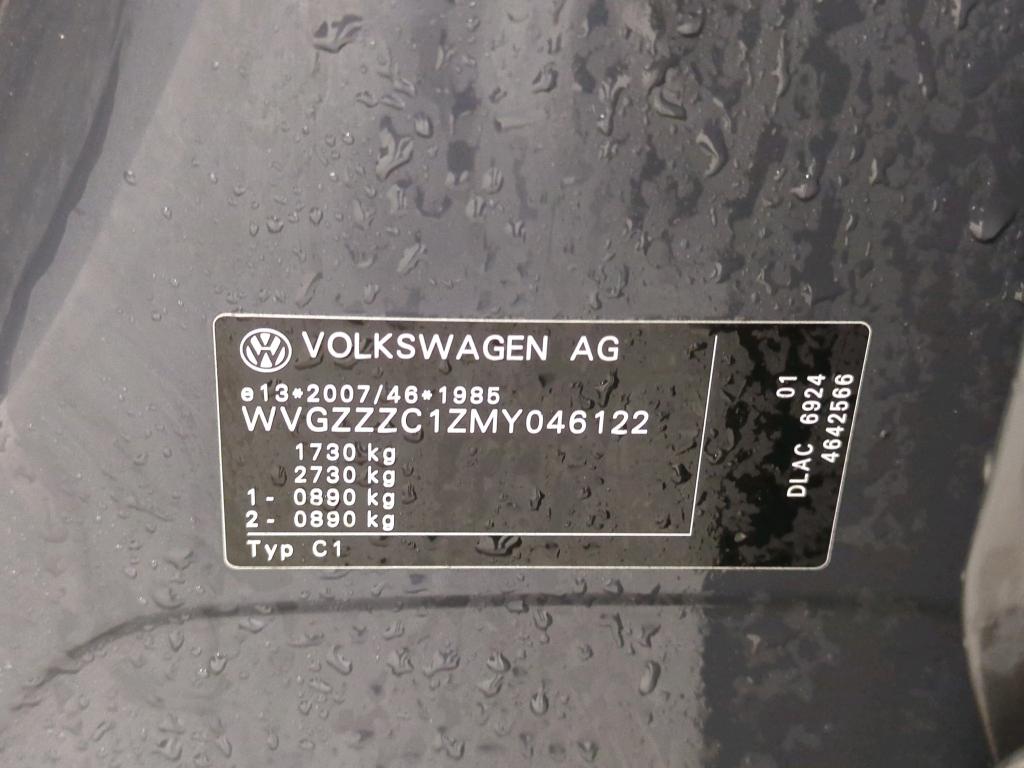 VOLKSWAGEN AG
e13*2007/46*1985
WVGZZZC1ZMY046122
1730 kg
2730 kg
1- 0890 kg
2- 0890 kg
Typ C1
01
DLAC 6924
4642566